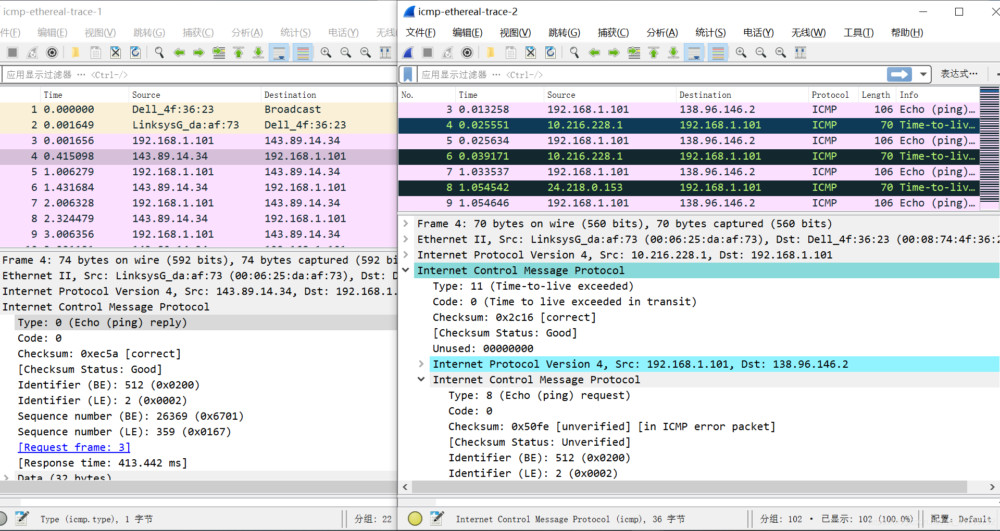 icmp-ethereal-trace-1
件(F) 编辑(E) 视图(V) 跳转(G) 捕获(C) 分析(A) 统计(S) 电话(Y) 无线(
应用显示过滤器 … <Ctrl-/>
Time Source Destination
1 0.000000 Dell_4f:36:23 Broadcast
2 0.001649 LinksysG_da:af:73 Dell_4f:36:23
3 0.001656 192.168.1.101 143.89.14.34
4 0.415098 143.89.14.34 192.168.1.101
5 1.006279 192.168.1.101 143.89.14.34
6 1.431684 143.89.14.34 192.168.1.101
7 2.006328 192.168.1.101 143.89.14.34
8 2.324479 143.89.14.34 192.168.1.101
9 3.006356 192.168.1.101 143.89.14.34
Frame 4: 74 bytes on wire (592 bits), 74 bytes captured (592 bi
Ethernet II, Src: LinksysG_da:af:73 (00:06:25:da:af:73), Dst: D
Internet Protocol Version 4, Src: 143.89.14.34, Dst: 192.168.1.
Internet Control Message Protocol
Type: 0 (Echo (ping) reply)
Code: 0
Checksum: 0xec5a [correct]
[Checksum Status: Good]
Identifier (BE): 512 (0x0200)
Identifier (LE): 2 (0x0002)
Sequence number (BE): 26369 (0x6701)
Sequence number (LE): 359 (0x0167)
[Request frame: 3]
[Response time: 413.442 ms]
Data (32 bytes)
Type (icmp.type), 1 字节 分组: 22
icmp-ethereal-trace-2
文件(F) 编辑(E) 视图(V) 跳转(G) 捕获(C) 分析(A) 统计(S) 电话(Y) 无线(W) 工具(T) 帮助(H)
应用显示过滤器 … <Ctrl-/> 表达式…
No. Time Source Destination Protocol Length Info
3 0.013258 192.168.1.101 138.96.146.2 ICMP 106 Echo (ping)…
4 0.025551 10.216.228.1 192.168.1.101 ICMP 70 Time-to-liv…
5 0.025634 192.168.1.101 138.96.146.2 ICMP 106 Echo (ping)…
6 0.039171 10.216.228.1 192.168.1.101 ICMP 70 Time-to-liv…
7 1.033537 192.168.1.101 138.96.146.2 ICMP 106 Echo (ping)…
8 1.054542 24.218.0.153 192.168.1.101 ICMP 70 Time-to-liv…
9 1.054646 192.168.1.101 138.96.146.2 ICMP 106 Echo (ping)…
Frame 4: 70 bytes on wire (560 bits), 70 bytes captured (560 bits)
Ethernet II, Src: LinksysG_da:af:73 (00:06:25:da:af:73), Dst: Dell_4f:36:23 (00:08:74:4f:36:2
Internet Protocol Version 4, Src: 10.216.228.1, Dst: 192.168.1.101
Internet Control Message Protocol
Type: 11 (Time-to-live exceeded)
Code: 0 (Time to live exceeded in transit)
Checksum: 0x2c16 [correct]
[Checksum Status: Good]
Unused: 00000000
Internet Protocol Version 4, Src: 192.168.1.101, Dst: 138.96.146.2
Internet Control Message Protocol
Type: 8 (Echo (ping) request)
Code: 0
Checksum: 0x50fe [unverified] [in ICMP error packet]
[Checksum Status: Unverified]
Identifier (BE): 512 (0x0200)
Identifier (LE): 2 (0x0002)
Internet Control Message Protocol (icmp), 36 字节 分组: 102 · 已显示: 102 (100.0%) 配置: Default